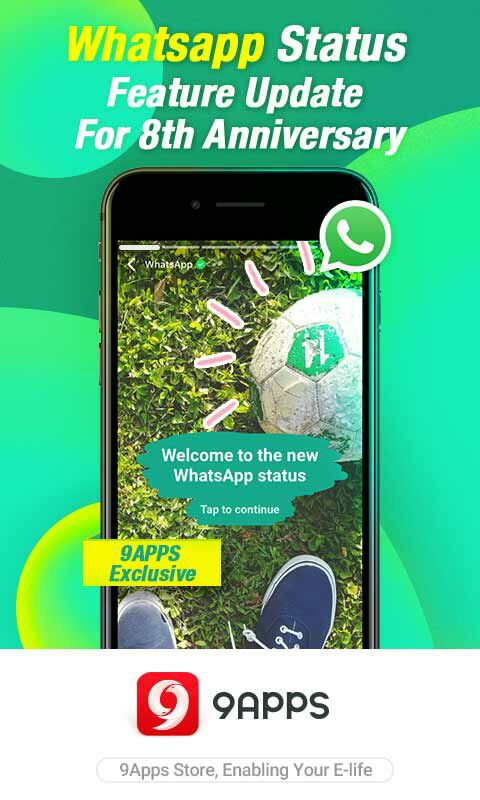 Whatsapp Status
Feature Update
For 8th Anniversary
WhatsApp
Welcome to the new
WhatsApp status
Tap to continue
9APPS
Exclusive
9APPS
9Apps Store, Enabling Your E-life